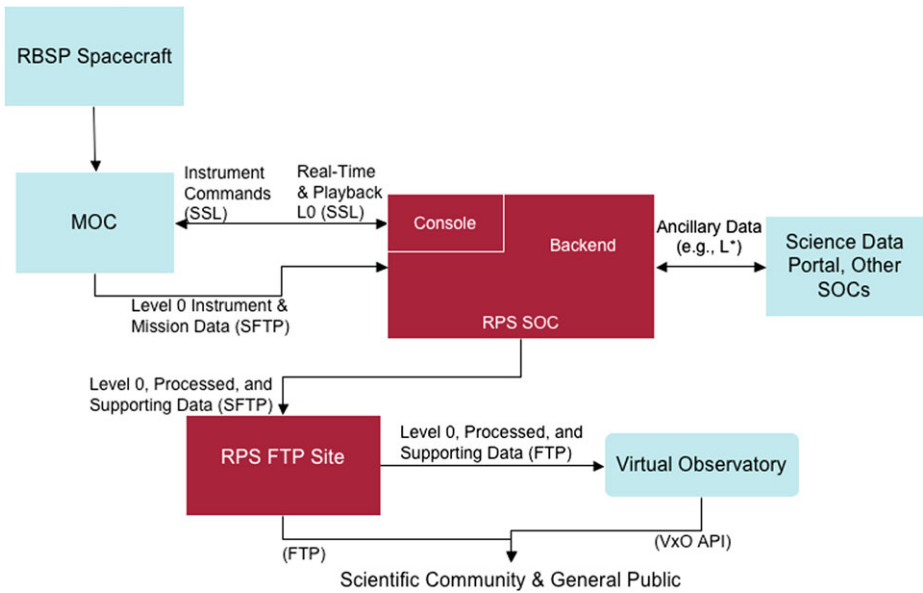 RBSP Spacecraft
MOC
Instrument
Commands
(SSL)
Real-Time
& Playback
L0 (SSL)
Console
Backend
RPS SOC
Ancillary Data
(e.g., L*)
Science Data
Portal, Other
SOCs
Level 0 Instrument &
Mission Data (SFTP)
Level 0, Processed, and
Supporting Data (SFTP)
RPS FTP Site
Level 0, Processed, and
Supporting Data (FTP)
Virtual Observatory
(FTP)
(VxO API)
Scientific Community & General Public